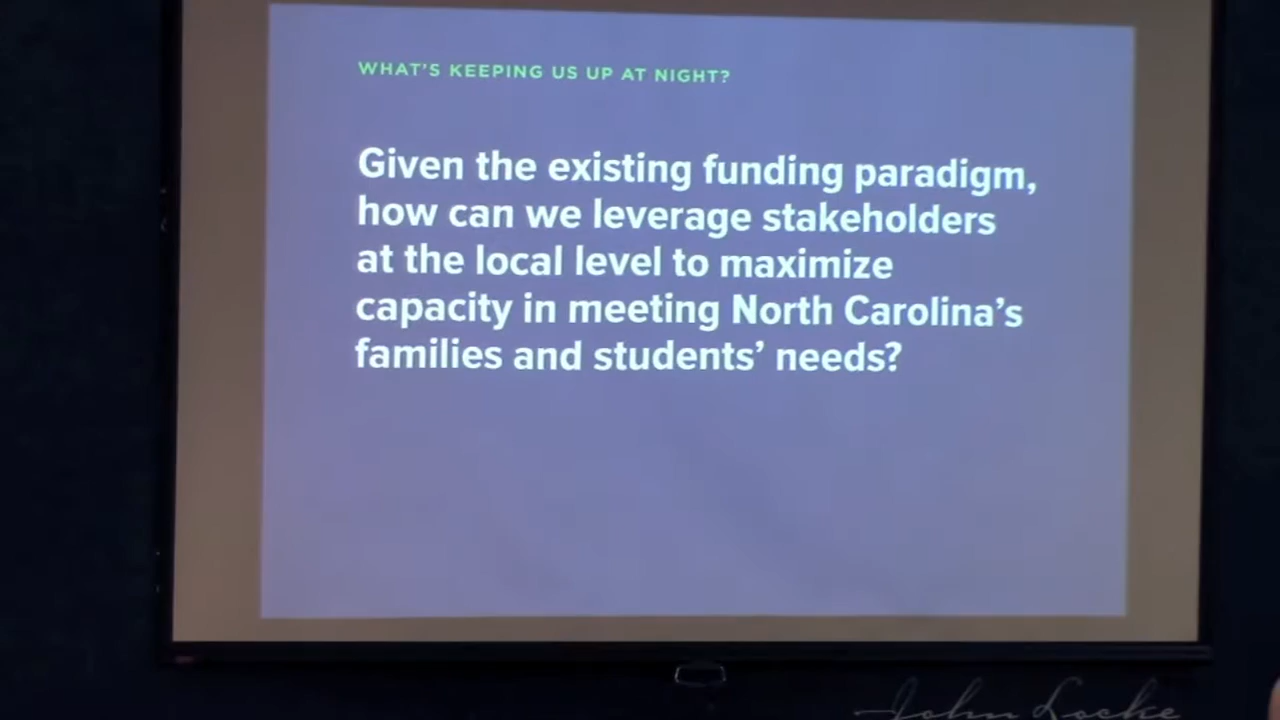 WHAT'S KEEPING US UP AT NIGHT?
Given the existing funding paradigm,
how can we leverage stakeholders
at the local level to maximize
capacity in meeting North Carolina's
families and students' needs?
John Locke